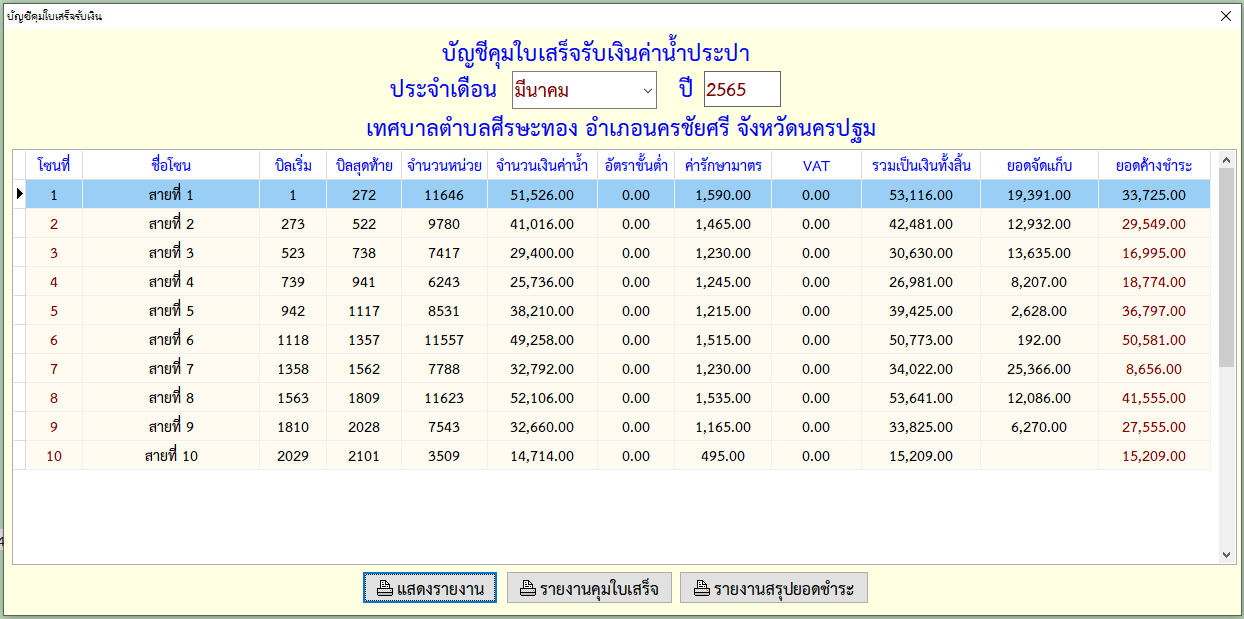 บัญชีคุมใบเสร็จรับเงิน
บัญชีคุมใบเสร็จรับเงินค่าน้ำประปา
ประจำเดือน มีนาคม ปี 2565
เทศบาลตำบลศีรษะทอง อำเภอนครชัยศรี จังหวัดนครปฐม
โซนที่ ชื่อโซน บิลเริ่ม บิลสุดท้าย จำนวนหน่วย จำนวนเงินค่าน้ำ อัตราขั้นต่ำ ค่ารักษามาตร VAT รวมเป็นเงินทั้งสิ้น ยอดจัดเก็บ ยอดค้างชำระ
1 สายที่ 1 1 272 11646 51,526.00 0.00 1,590.00 0.00 53,116.00 19,391.00 33,725.00
2 สายที่ 2 273 522 9780 41,016.00 0.00 1,465.00 0.00 42,481.00 12,932.00 29,549.00
3 สายที่ 3 523 738 7417 29,400.00 0.00 1,230.00 0.00 30,630.00 13,635.00 16,995.00
4 สายที่ 4 739 941 6243 25,736.00 0.00 1,245.00 0.00 26,981.00 8,207.00 18,774.00
5 สายที่ 5 942 1117 8531 38,210.00 0.00 1,215.00 0.00 39,425.00 2,628.00 36,797.00
6 สายที่ 6 1118 1357 11557 49,258.00 0.00 1,515.00 0.00 50,773.00 192.00 50,581.00
7 สายที่ 7 1358 1562 7788 32,792.00 0.00 1,230.00 0.00 34,022.00 25,366.00 8,656.00
8 สายที่ 8 1563 1809 11623 52,106.00 0.00 1,535.00 0.00 53,641.00 12,086.00 41,555.00
9 สายที่ 9 1810 2028 7543 32,660.00 0.00 1,165.00 0.00 33,825.00 6,270.00 27,555.00
10 สายที่ 10 2029 2101 3509 14,714.00 0.00 495.00 0.00 15,209.00 15,209.00
แสดงรายงาน รายงานคุมใบเสร็จ รายงานสรุปยอดชำระ